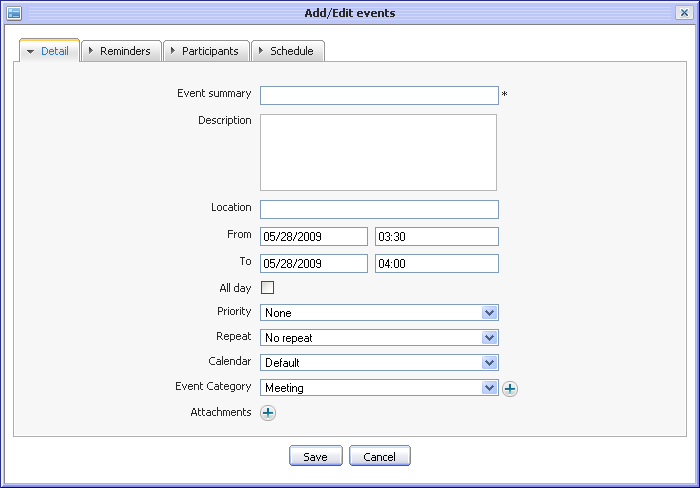 Add/Edit events
Detail Reminders Participants Schedule
Event summary *
Description
Location
From 05/28/2009 03:30
To 05/28/2009 04:00
All day
Priority None
Repeat No repeat
Calendar Default
Event Category Meeting
Attachments
Save Cancel